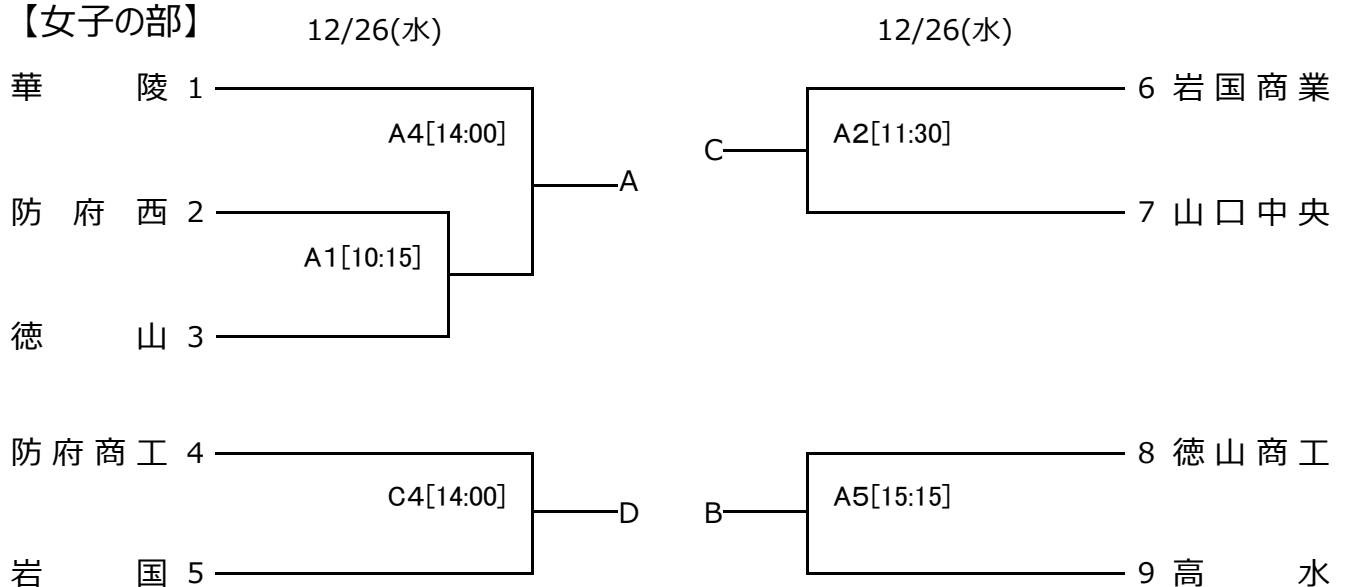 【女子の部】 12/26(水) 12/26(水)
華陵 1
6 岩国商業
A4[14:00]
A2[11:30]
C
A
防府西 2
7 山口中央
A1[10:15]
徳山 3
防府商工 4
8 徳山商工
C4[14:00]
A5[15:15]
D
B
岩国 5
9 高水